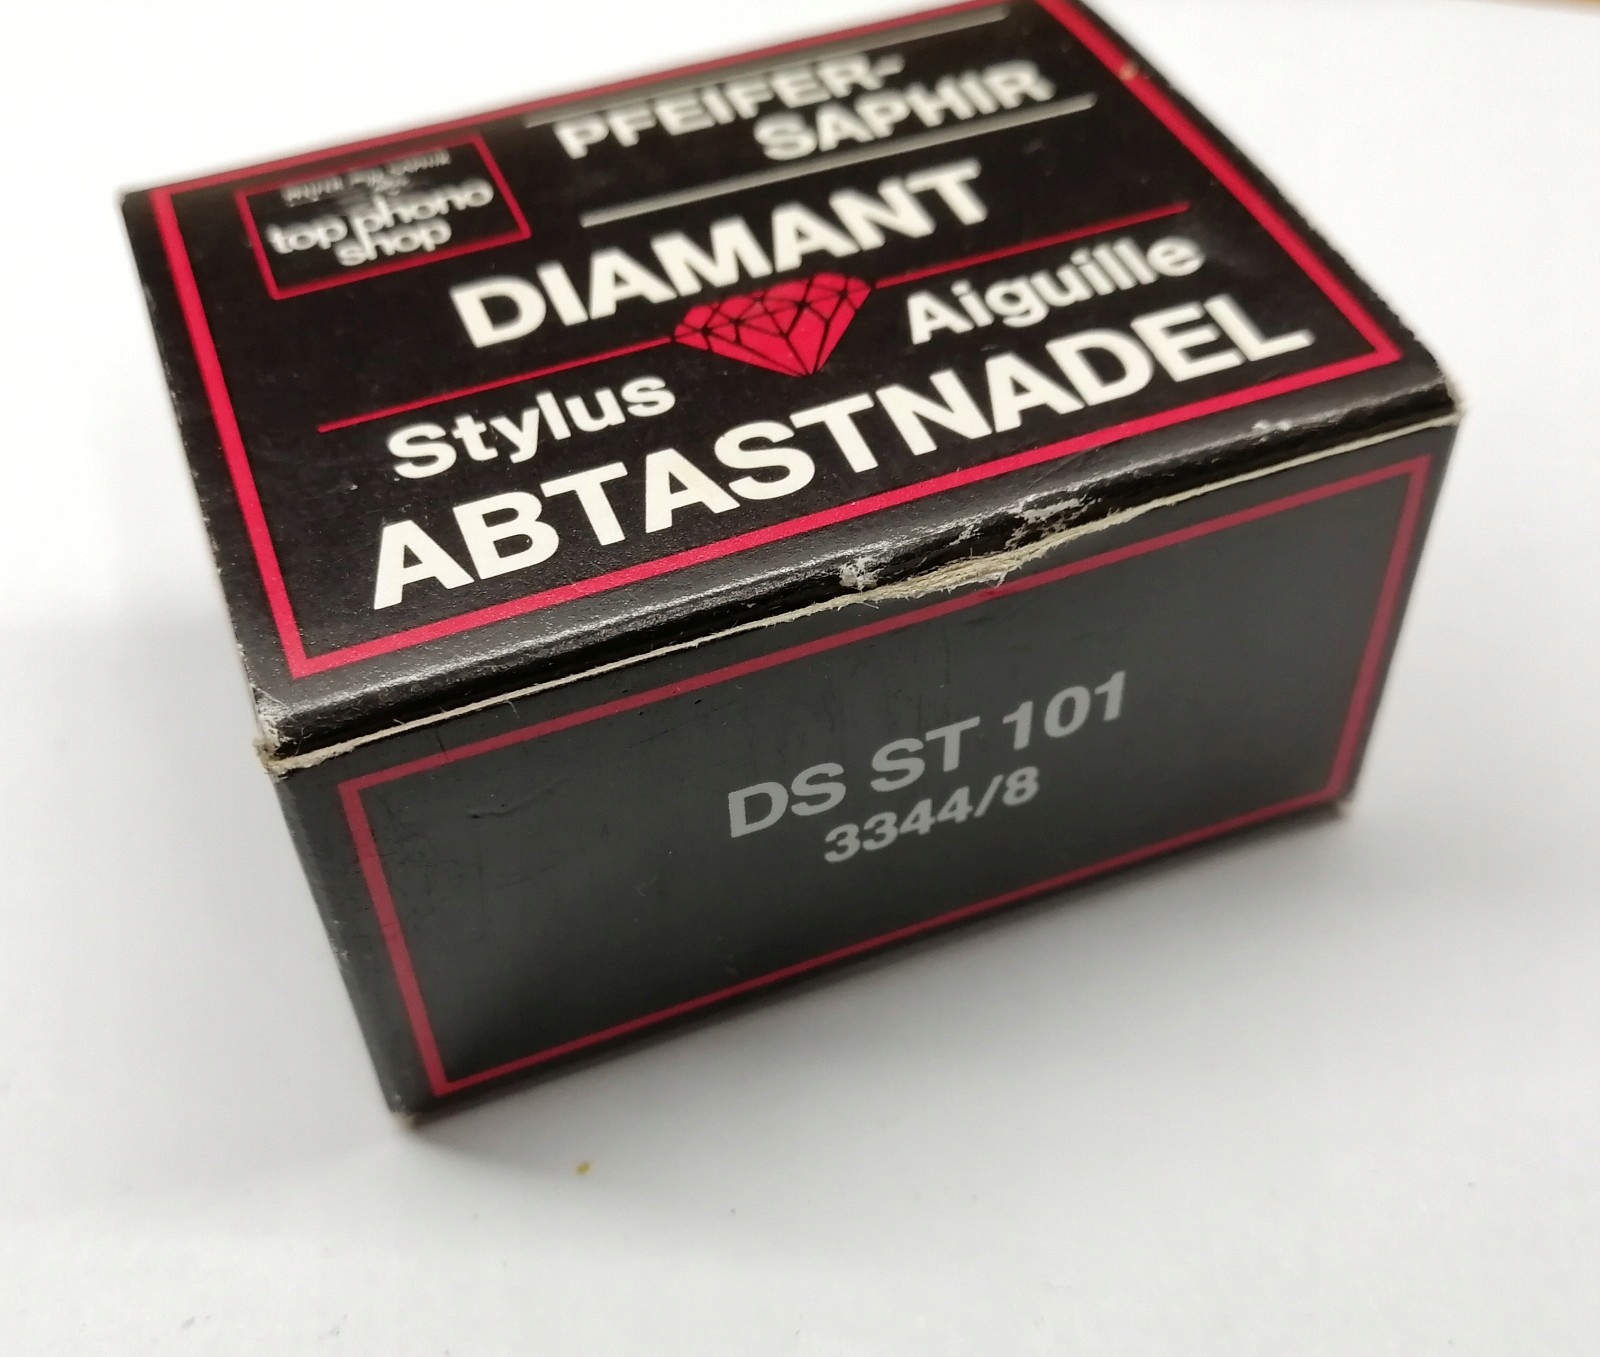 PFEIFER-
SAPHIR
top phono
shop
DIAMANT
Stylus Aiguille
ABTASTNADEL
DS ST 101
3344/8